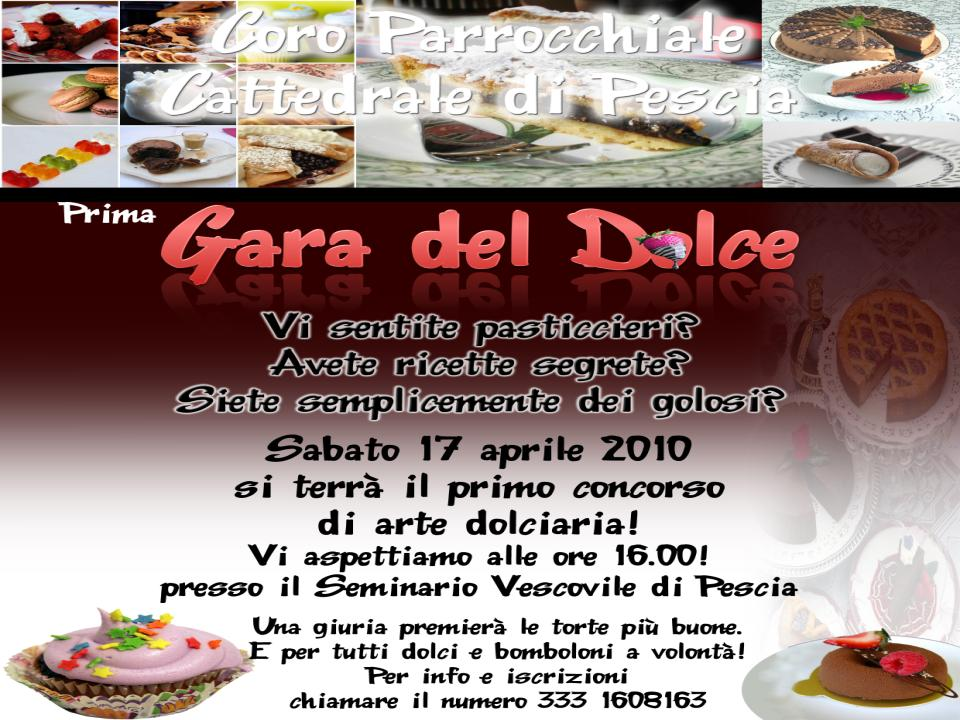 Coro Parrocchiale
Cattedrale di Pescia
Prima
Gara del Dolce
Vi sentite pasticcieri?
Avete ricette segrete?
Siete semplicemente dei golosi?
Sabato 17 aprile 2010
si terrà il primo concorso
di arte dolciaria!
Vi aspettiamo alle ore 16.00!
presso il Seminario Vescovile di Pescia
Una giuria premierà le torte più buone.
E per tutti dolci e bomboloni a volontà!
Per info e iscrizioni
chiamare il numero 333 1608163